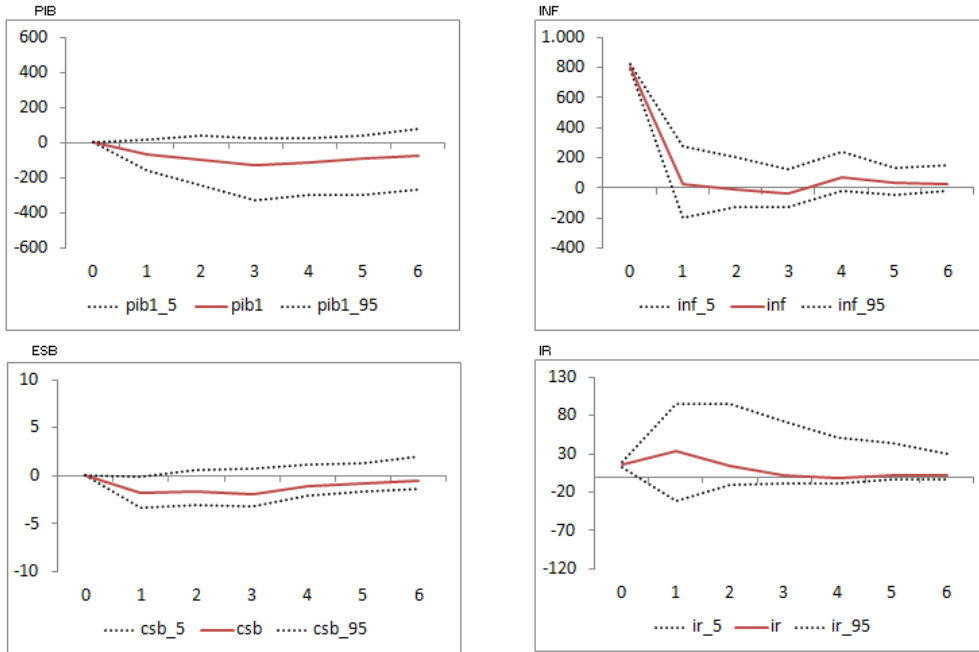 PIB
600
400
200
0
-200
-400
-600
0 1 2 3 4 5 6
pib1_5 pib1 pib1_95
INF
1.000
800
600
400
200
0
-200
-400
0 1 2 3 4 5 6
inf_5 inf inf_95
ESB
10
5
0
-5
-10
0 1 2 3 4 5 6
csb_5 csb csb_95
IR
130
80
30
-20
-70
-120
0 1 2 3 4 5 6
ir_5 ir ir_95